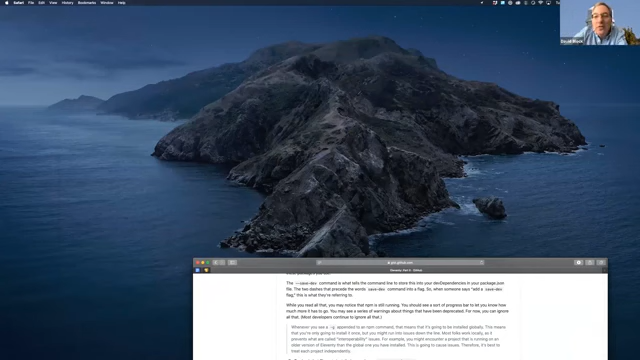 Safari File Edit View History Bookmarks Window Help
David Block
The --save-dev command is what tells the command line to store this into your devDependencies in your package.json
file. The two dashes that precede the words save-dev command into a flag. So, when someone says "add a save-dev
flag," this is what they're referring to.
While you read all that, you may notice that npm is still running. You should see a sort of progress bar to let you know how
much more it has to go. You may see a series of warnings about things that have been deprecated. For now, you can ignore
all that. (Most developers continue to ignore all that.)
Whenever you see a -g appended to an npm command, that means that it's going to be installed globally. This means
that you're only going to install it once, but you might run into issues down the line. Most folks work locally, so it
prevents what are called "interoperability" issues. For example, you might encounter a project that is running on an
older version of Eleventy than the global one you have installed. This is going to cause issues. Therefore, it's best to
treat each project independently.